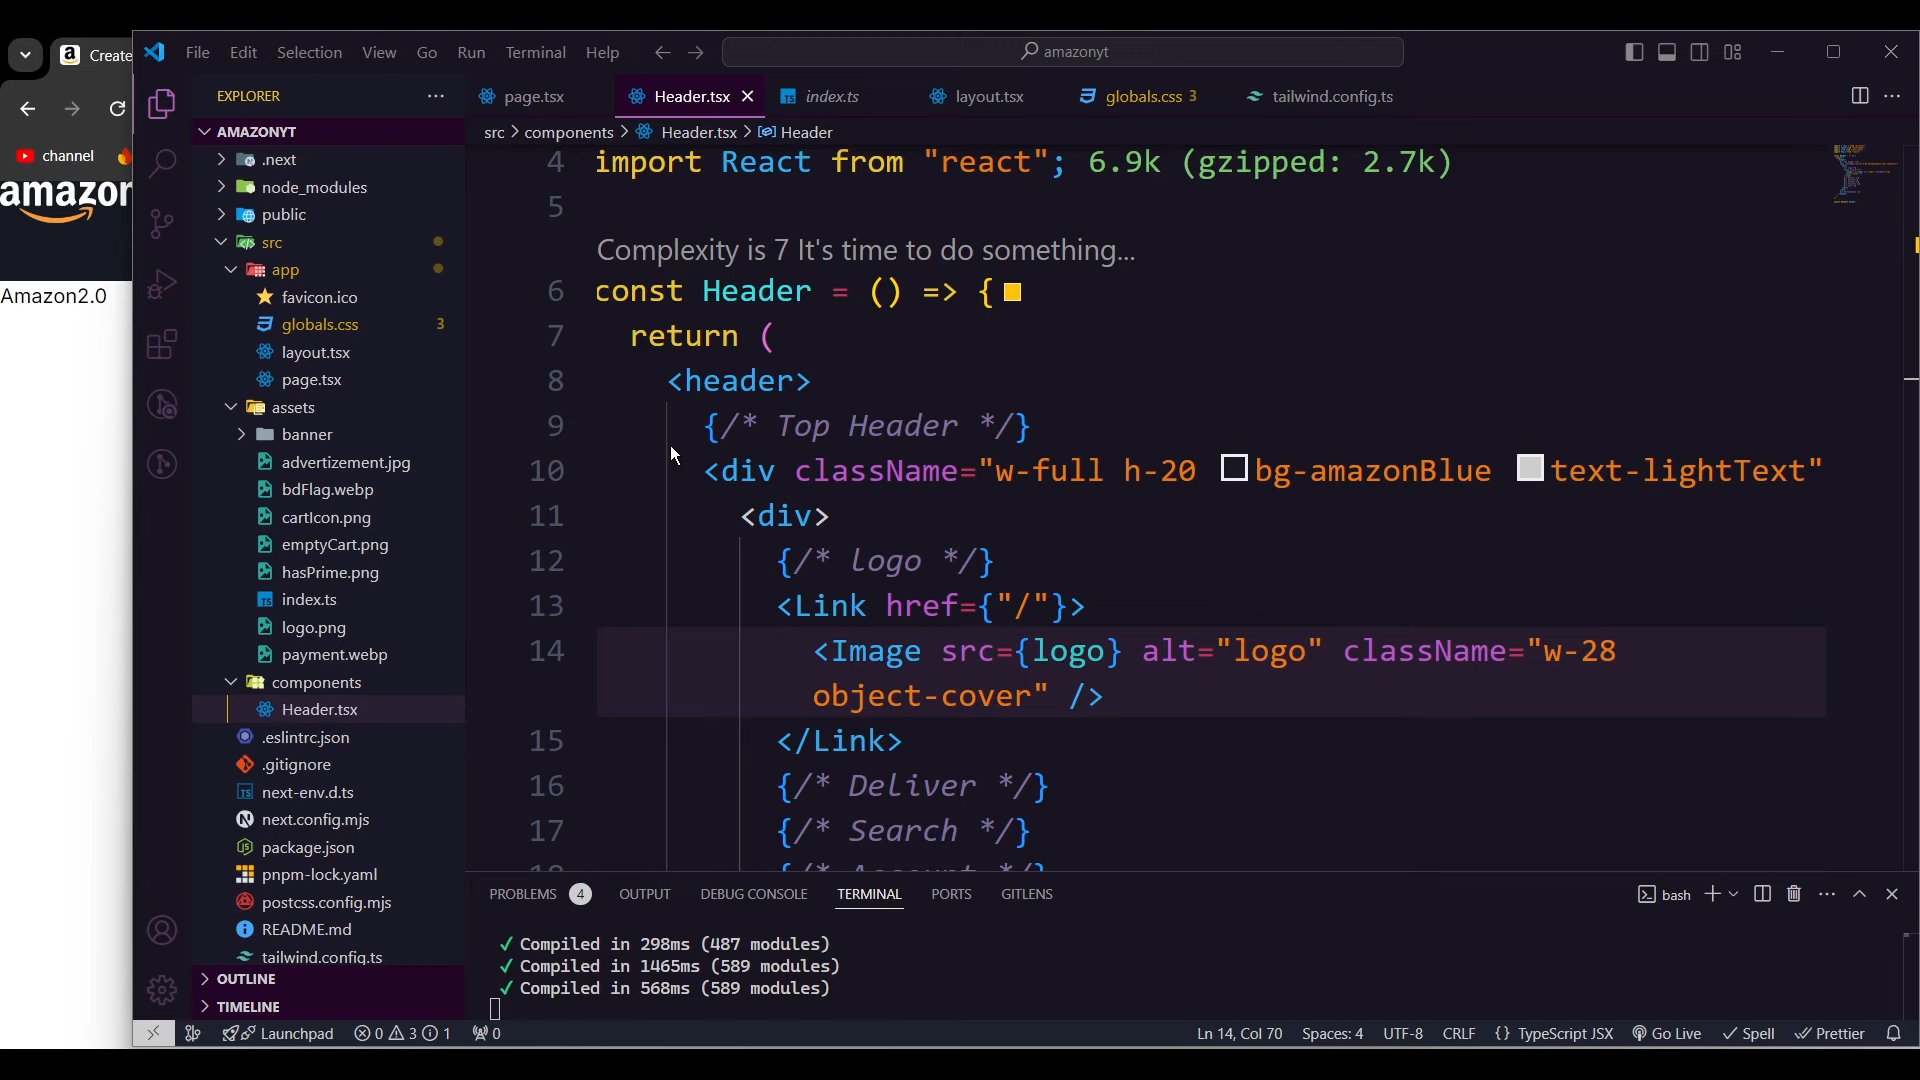 Create
File Edit Selection View Go Run Terminal Help
amazonyt
EXPLORER
page.tsx
Header.tsx
index.ts
layout.tsx
globals.css 3
tailwind.config.ts
channel
amazon
Amazon2.0
AMAZONYT
.next
node_modules
public
src
app
favicon.ico
globals.css 3
layout.tsx
page.tsx
assets
banner
advertizement.jpg
bdFlag.webp
cartIcon.png
emptyCart.png
hasPrime.png
index.ts
logo.png
payment.webp
components
Header.tsx
.eslintrc.json
.gitignore
next-env.d.ts
next.config.mjs
package.json
pnpm-lock.yaml
postcss.config.mjs
README.md
tailwind.config.ts
OUTLINE
TIMELINE
src > components > Header.tsx > Header
4 import React from "react"; 6.9k (gzipped: 2.7k)
5
Complexity is 7 It's time to do something...
6 const Header = () => {
7 return (
8 <header>
9 {/* Top Header */}
10 <div className="w-full h-20 bg-amazonBlue text-lightText"
11 <div>
12 {/* logo */}
13 <Link href={"/"}>
14 <Image src={logo} alt="logo" className="w-28
object-cover" />
15 </Link>
16 {/* Deliver */}
17 {/* Search */}
18 {/* Account */}
PROBLEMS 4 OUTPUT DEBUG CONSOLE TERMINAL PORTS GITLENS
bash
✓ Compiled in 298ms (487 modules)
✓ Compiled in 1465ms (589 modules)
✓ Compiled in 568ms (589 modules)
Launchpad 0 3 1 0 Ln 14, Col 70 Spaces: 4 UTF-8 CRLF {} TypeScript JSX Go Live Spell Prettier